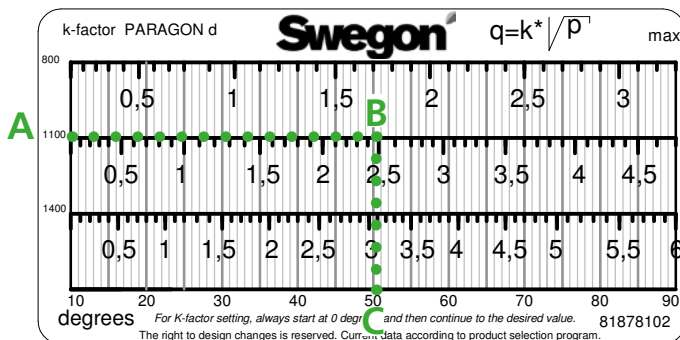 k-factor PARAGON d Swegon q=k*√p max
800
0,5 1 1,5 2 2,5 3
A B
1100
0,5 1 1,5 2 2,5 3 3,5 4 4,5
1400
0,5 1 1,5 2 2,5 3 3,5 4 4,5 5 5,5 6
10 20 30 40 50 60 70 80 90
degrees For K-factor setting, always start at 0 degr and then continue to the desired value. 81878102
C
The right to design changes is reserved. Current data according to product selection program.